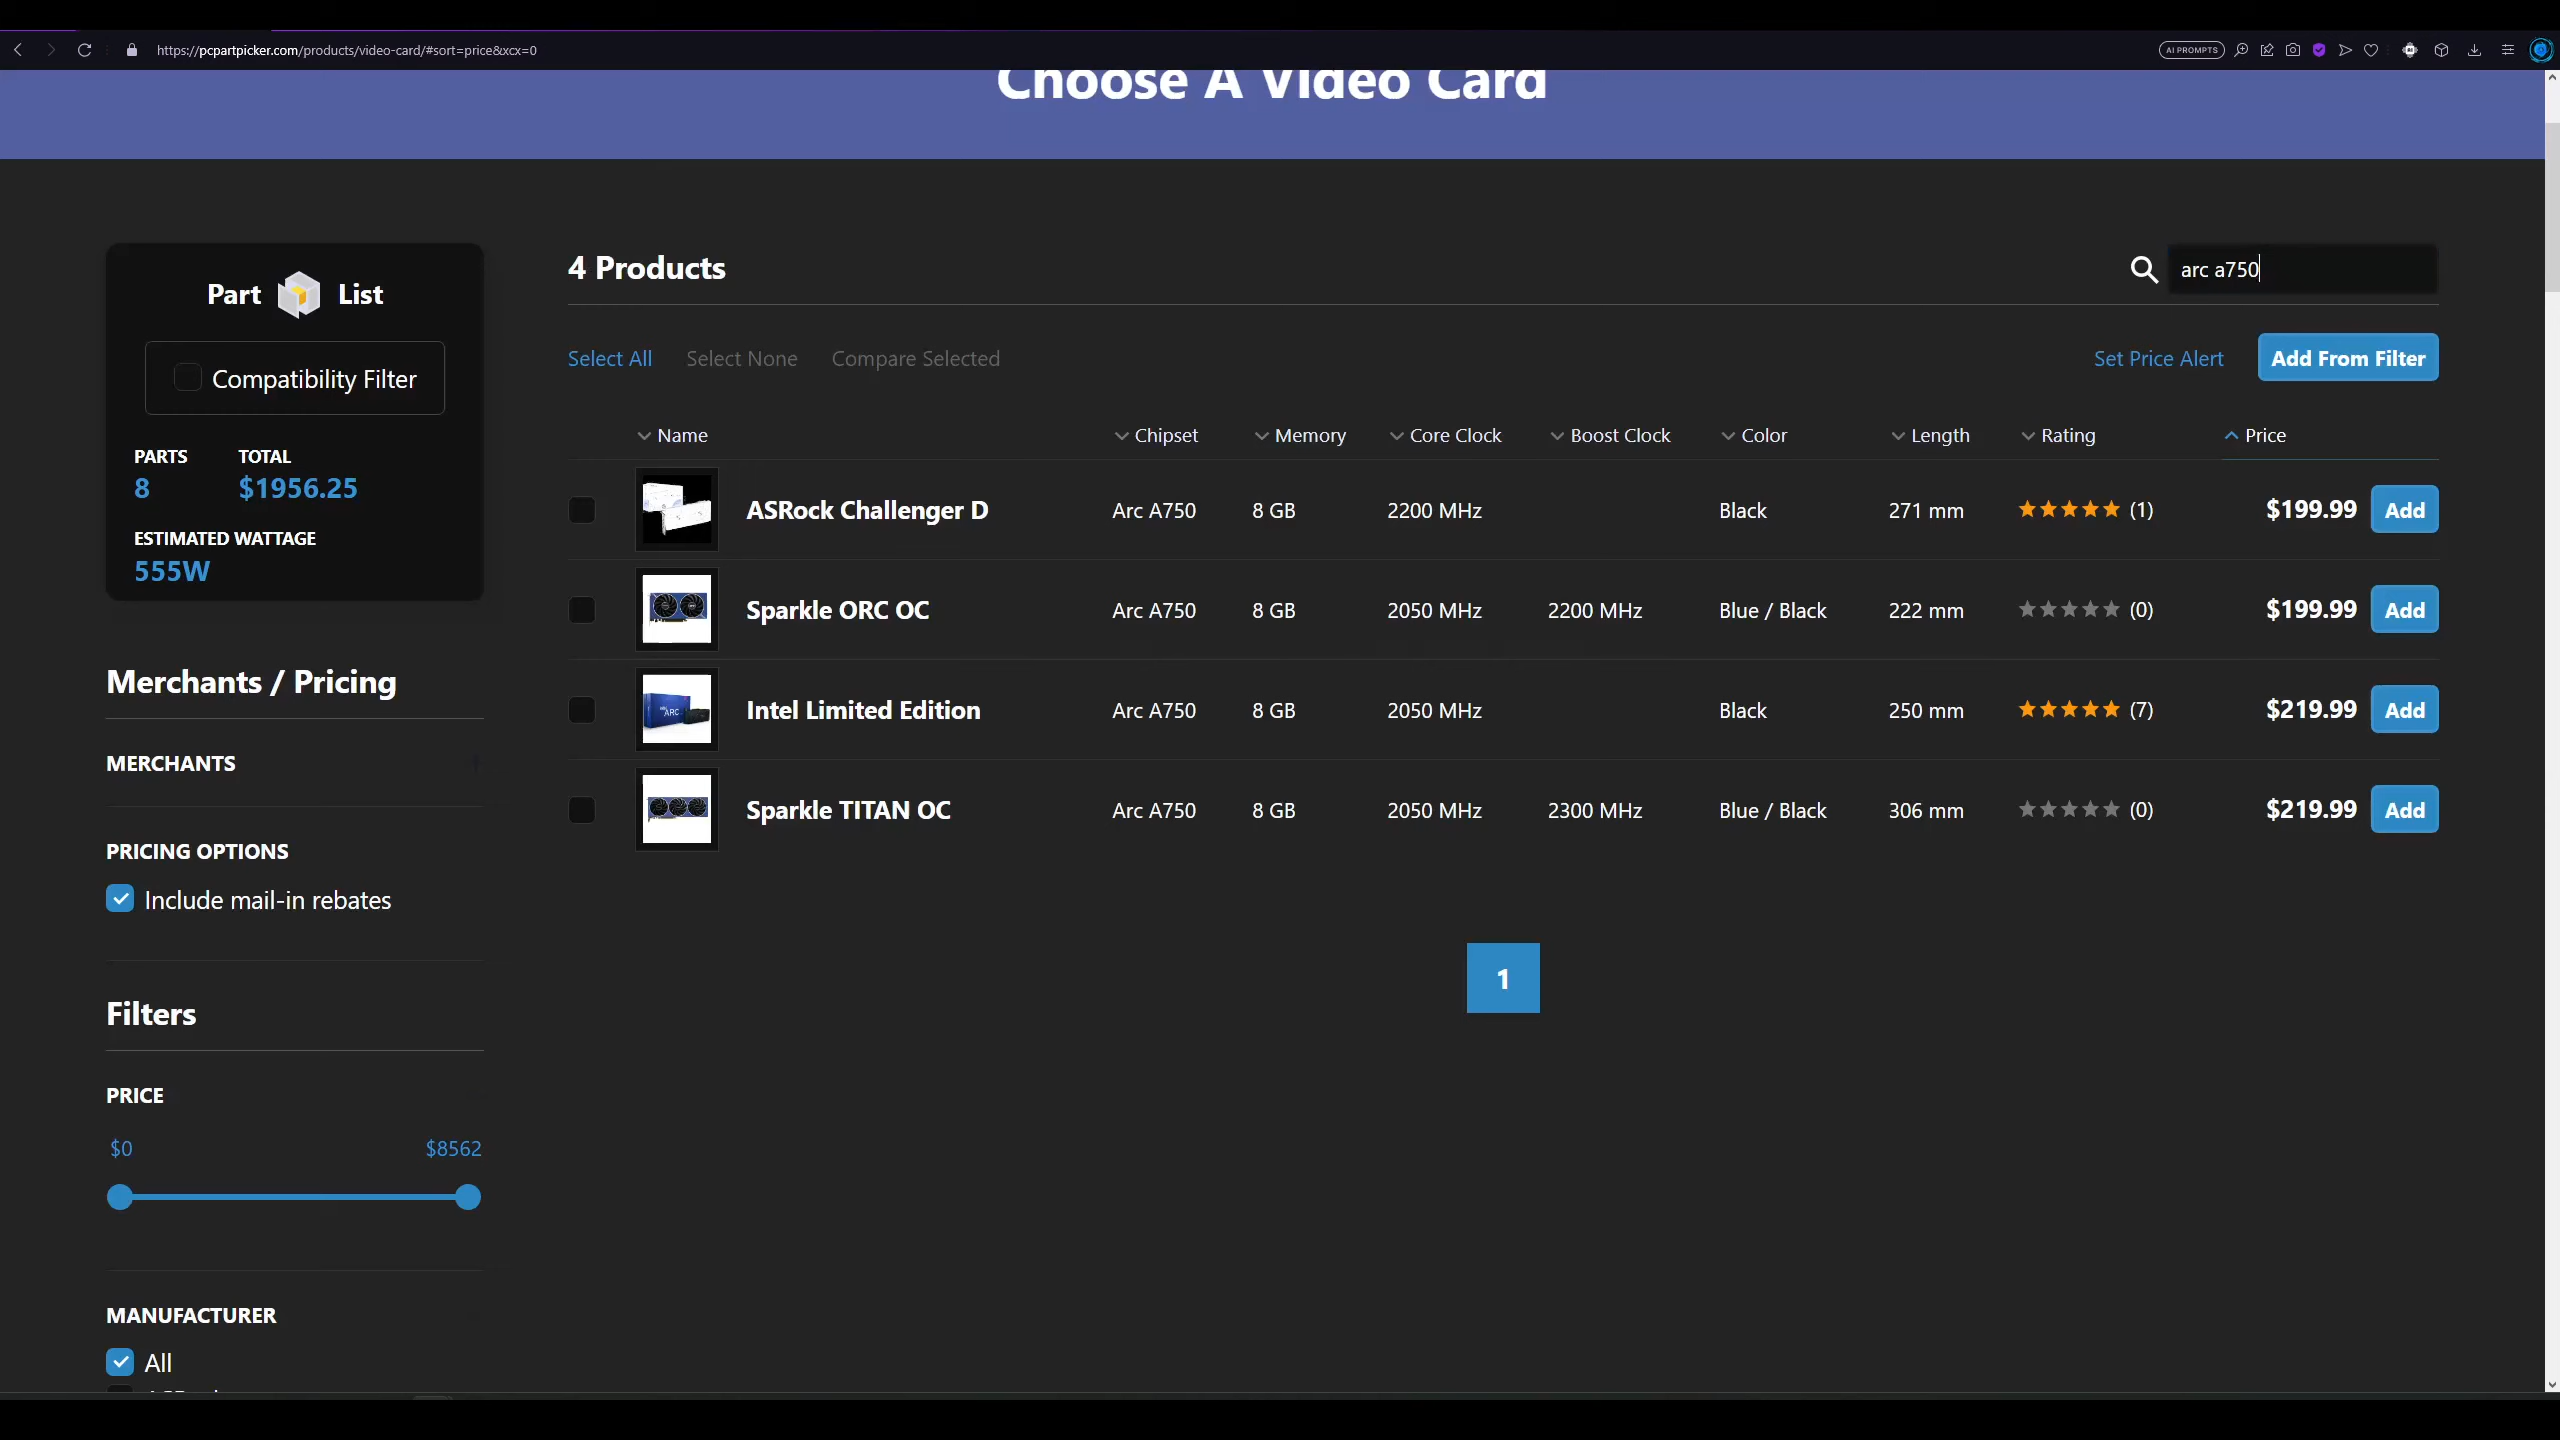 https://pcpartpicker.com/products/video-card/#sort=price&xcx=0
AI PROMPTS
Choose A Video Card
Part List
Compatibility Filter
PARTS TOTAL
8 $1956.25
ESTIMATED WATTAGE
555W
4 Products
arc a750
Select All Select None Compare Selected Set Price Alert Add From Filter
Name Chipset Memory Core Clock Boost Clock Color Length Rating Price
ASRock Challenger D Arc A750 8 GB 2200 MHz Black 271 mm (1) $199.99 Add
Sparkle ORC OC Arc A750 8 GB 2050 MHz 2200 MHz Blue / Black 222 mm (0) $199.99 Add
Intel Limited Edition Arc A750 8 GB 2050 MHz Black 250 mm (7) $219.99 Add
Sparkle TITAN OC Arc A750 8 GB 2050 MHz 2300 MHz Blue / Black 306 mm (0) $219.99 Add
1
Merchants / Pricing
MERCHANTS
PRICING OPTIONS
Include mail-in rebates
Filters
PRICE
$0 $8562
MANUFACTURER
All